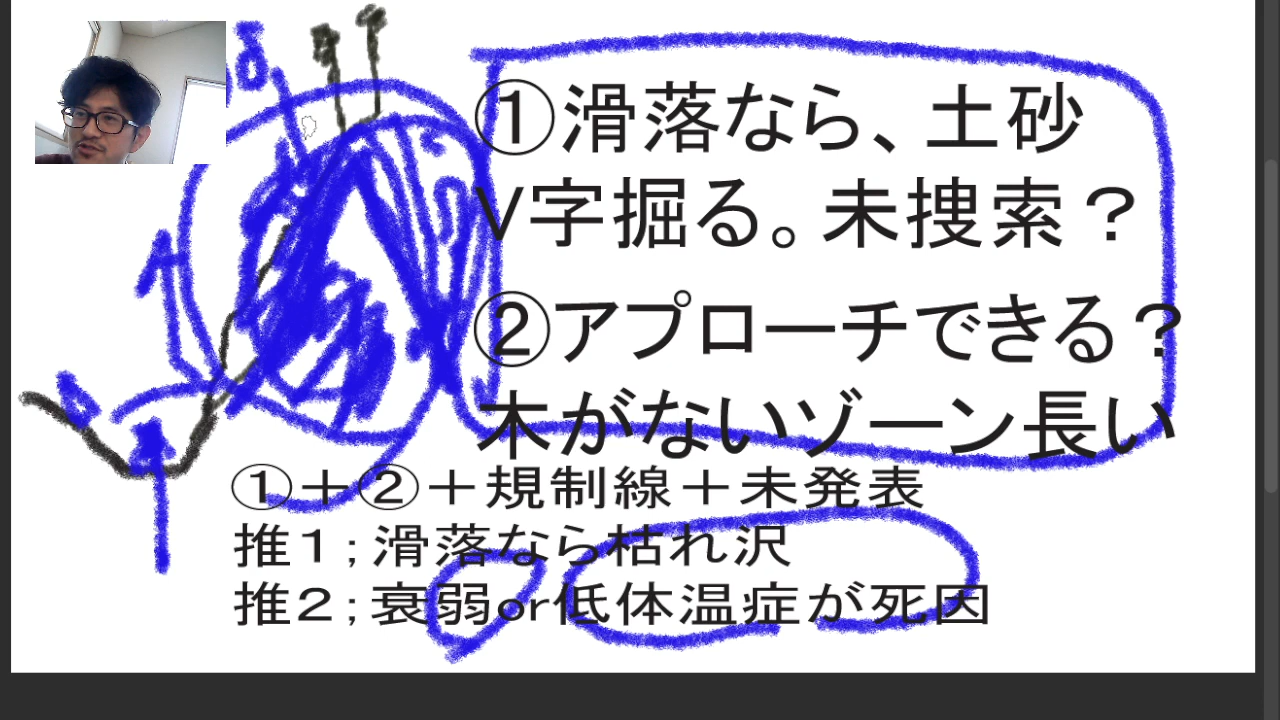 ①滑落なら、土砂
V字掘る。未捜索？
②アプローチできる？
木がないゾーン長い
①＋②＋規制線＋未発表
推1；滑落なら枯れ沢
推2；衰弱or低体温症が死因